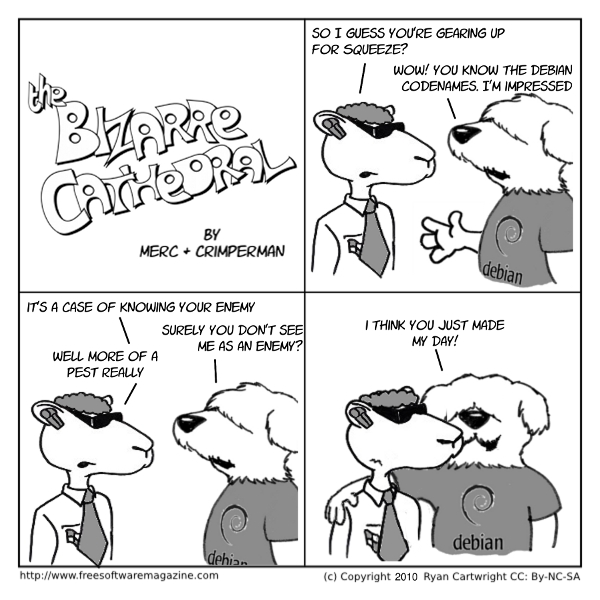 the
BIZARRE
CATHEDRAL
BY
MERC + CRIMPERMAN
SO I GUESS YOU'RE GEARING UP
FOR SQUEEZE?
WOW! YOU KNOW THE DEBIAN
CODENAMES. I'M IMPRESSED
debian
IT'S A CASE OF KNOWING YOUR ENEMY
SURELY YOU DON'T SEE
ME AS AN ENEMY?
WELL MORE OF A
PEST REALLY
debian
I THINK YOU JUST MADE
MY DAY!
debian
http://www.freesoftwaremagazine.com
(c) Copyright 2010 Ryan Cartwright CC: By-NC-SA